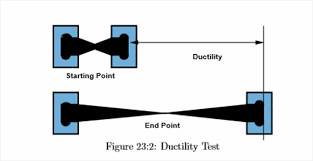 Ductility
Starting Point
End Point
Figure 23:2: Ductility Test